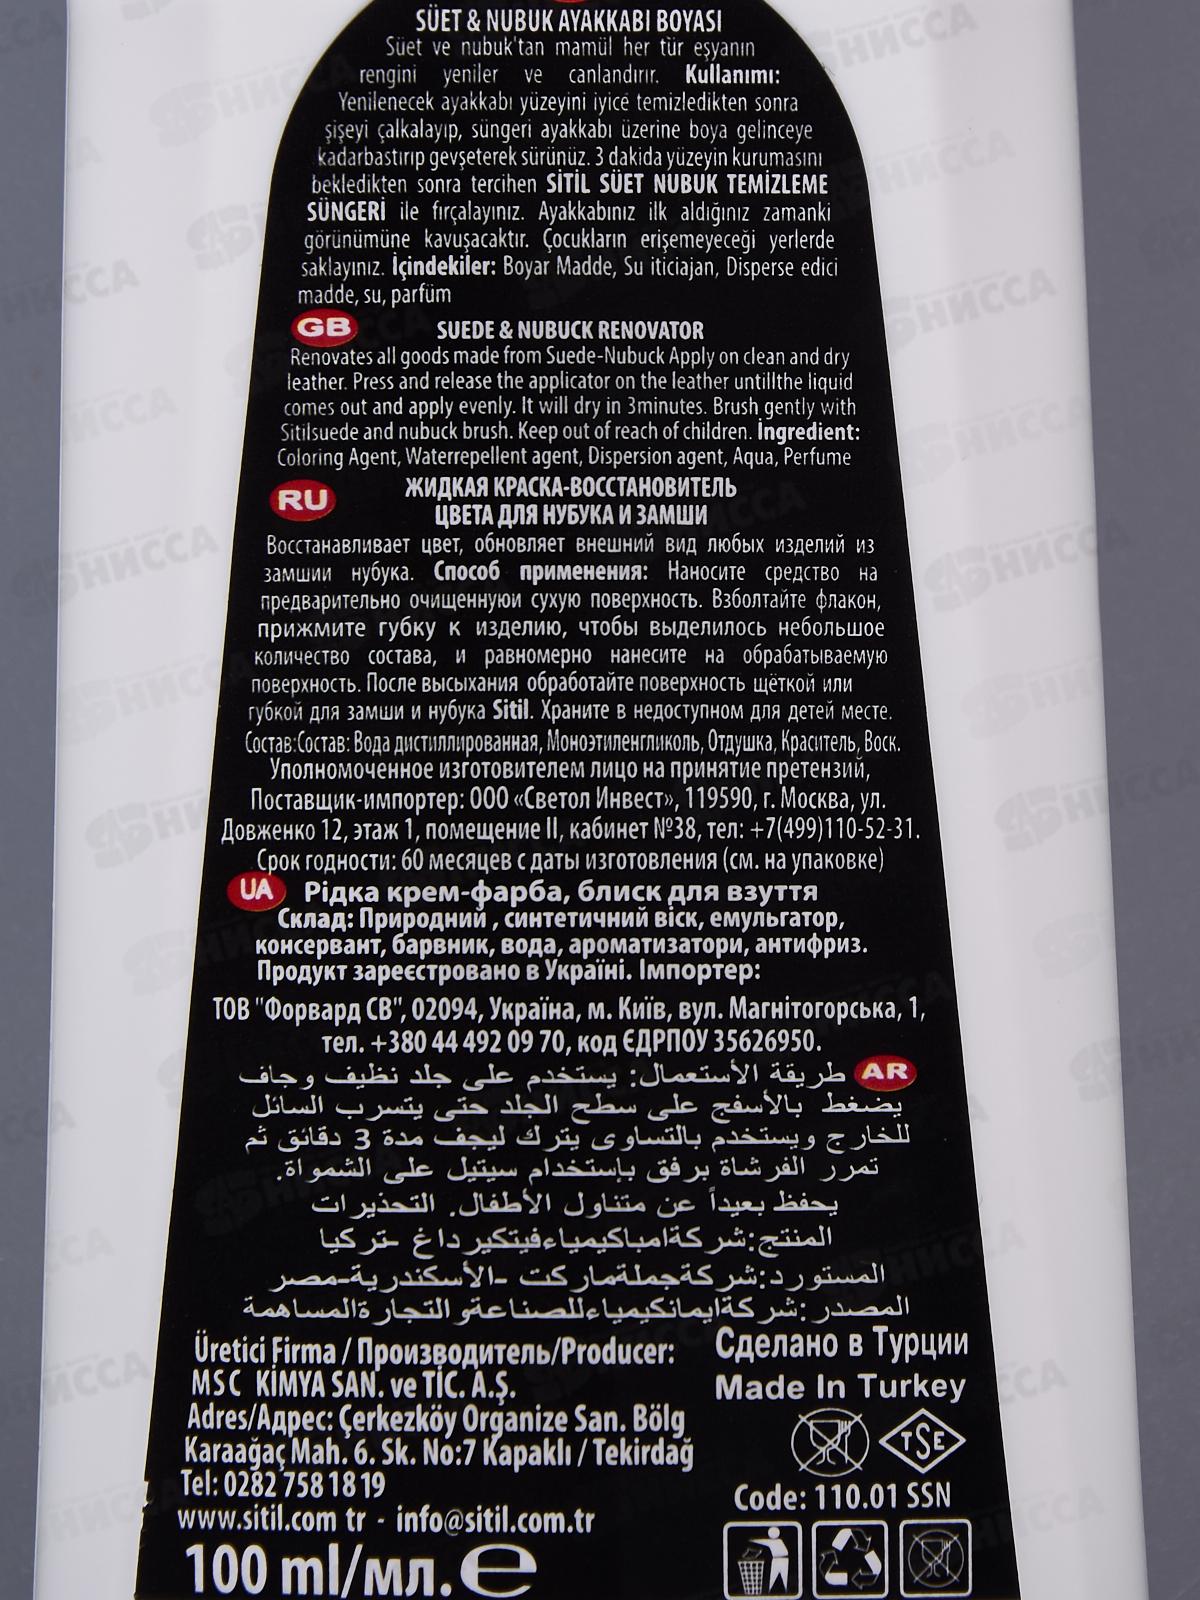 SÜET & NUBUK AYAKKABI BOYASI
Süet ve nubuk'tan mamül her tür eşyanın
rengini yeniler ve canlandırır. Kullanımı:
Yenilenecek ayakkabı yüzeyini iyice temizledikten sonra
şişeyi çalkalayıp, süngeri ayakkabı üzerine boya gelinceye
kadarbastırıp gevşeterek sürünüz. 3 dakida yüzeyin kurumasını
bekledikten sonra tercihen SİTİL SÜET NUBUK TEMİZLEME
SÜNGERİ ile fırçalayınız. Ayakkabınız ilk aldığınız zamanki
görünümüne kavuşacaktır. Çocukların erişemeyeceği yerlerde
saklayınız. İçindekiler: Boyar Madde, Su iticiajan, Disperse edici
madde, su, parfüm
GB SUEDE & NUBUCK RENOVATOR
Renovates all goods made from Suede-Nubuck Apply on clean and dry
leather. Press and release the applicator on the leather untillthe liquid
comes out and apply evenly. It will dry in 3minutes. Brush gently with
Sitilsuede and nubuck brush. Keep out of reach of children. İngredient:
Coloring Agent, Waterrepellent agent, Dispersion agent, Aqua, Perfume
RU ЖИДКАЯ КРАСКА-ВОССТАНОВИТЕЛЬ
ЦВЕТА ДЛЯ НУБУКА И ЗАМШИ
Восстанавливает цвет, обновляет внешний вид любых изделий из
замшии нубука. Способ применения: Наносите средство на
предварительно очищеннуюи сухую поверхность. Взболтайте флакон,
прижмите губку к изделию, чтобы выделилось небольшое
количество состава, и равномерно нанесите на обрабатываемую
поверхность. После высыхания обработайте поверхность щёткой или
губкой для замши и нубука Sitil. Храните в недоступном для детей месте.
Состав:Состав: Вода дистиллированная, Моноэтиленгликоль, Отдушка, Краситель, Воск.
Уполномоченное изготовителем лицо на принятие претензий,
Поставщик-импортер: ООО «Светол Инвест», 119590, г. Москва, ул.
Довженко 12, этаж 1, помещение II, кабинет №38, тел: +7(499)110-52-31.
Срок годности: 60 месяцев с даты изготовления (см. на упаковке)
UA Рідка крем-фарба, блиск для взуття
Склад: Природний , синтетичний віск, емульгатор,
консервант, барвник, вода, ароматизатори, антифриз.
Продукт зареєстровано в Україні. Імпортер:
ТОВ "Форвард СВ", 02094, Україна, м. Київ, вул. Магнітогорська, 1,
тел. +380 44 492 09 70, код ЄДРПОУ 35626950.
AR طريقة الأستعمال: يستخدم على جلد نظيف وجاف
يضغط بالأسفج على سطح الجلد حتى يتسرب السائل
للخارج ويستخدم بالتساوى يترك ليجف مدة 3 دقائق ثم
تمرر الفرشاة برفق بإستخدام سيتيل على الشمواة.
يحفظ بعيداً عن متناول الأطفال. التحذيرات
المنتج:شركةامباكيمياءفيتكيرداغ -تركيا
المستورد:شركةجملةماركت -الأسكندرية-مصر
المصدر:شركةايمانكيمياءللصناعةوالتجارةالمساهمة
Üretici Firma / Производитель/Producer:
MSC KİMYA SAN. ve TİC. A.Ş.
Adres/Адрес: Çerkezköy Organize San. Bölg
Karaağaç Mah. 6. Sk. No:7 Kapaklı / Tekirdağ
Tel: 0282 758 18 19
www.sitil.com tr - info@sitil.com.tr
100 ml/мл. e
Сделано в Турции
Made In Turkey
TSE
Code: 110.01 SSN
НИССА